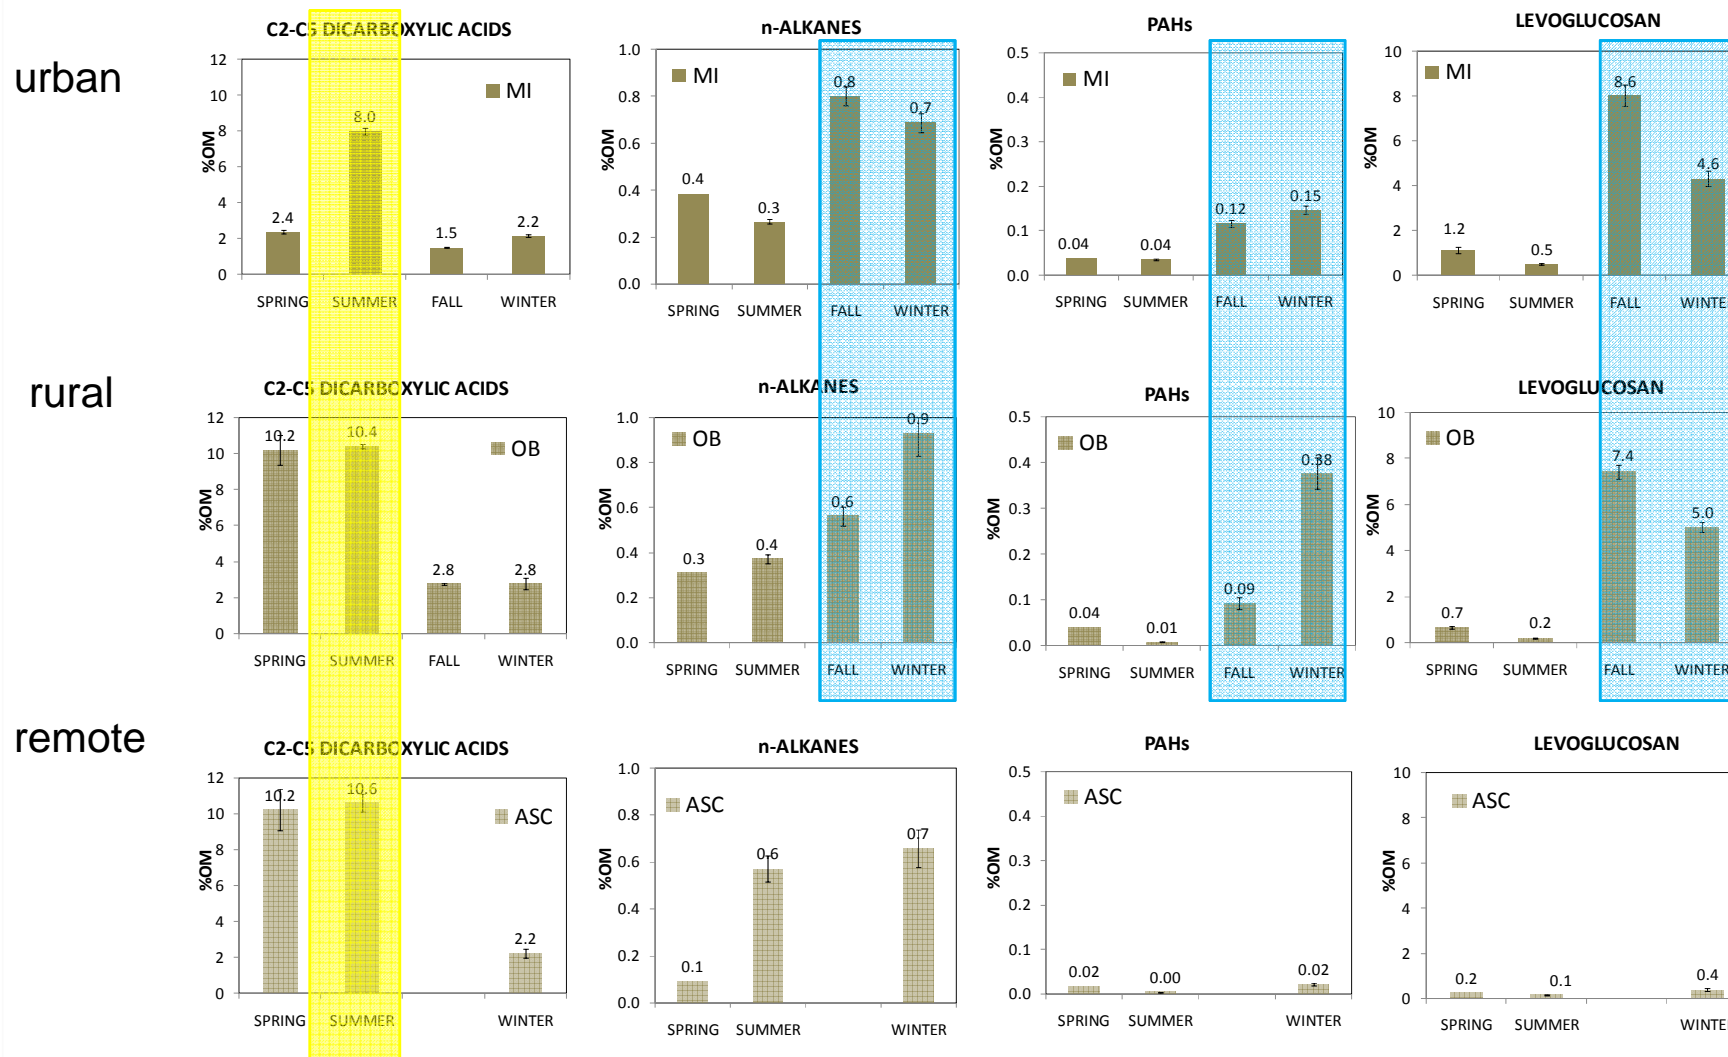 urban
C2-C5 DICARBOXYLIC ACIDS
%OM
12
10
8
6
4
2
0
MI
2.4
8.0
1.5
2.2
SPRING SUMMER FALL WINTER
n-ALKANES
%OM
1.0
0.8
0.6
0.4
0.2
0.0
MI
0.4
0.3
0.8
0.7
SPRING SUMMER FALL WINTER
PAHs
%OM
0.5
0.4
0.3
0.2
0.1
0.0
MI
0.04
0.04
0.12
0.15
SPRING SUMMER FALL WINTER
LEVOGLUCOSAN
%OM
10
8
6
4
2
0
MI
1.2
0.5
8.6
4.6
SPRING SUMMER FALL WINTE
rural
C2-C5 DICARBOXYLIC ACIDS
%OM
12
10
8
6
4
2
0
OB
10.2
10.4
2.8
2.8
SPRING SUMMER FALL WINTER
n-ALKANES
%OM
1.0
0.8
0.6
0.4
0.2
0.0
OB
0.3
0.4
0.6
0.9
SPRING SUMMER FALL WINTER
PAHs
%OM
0.5
0.4
0.3
0.2
0.1
0.0
OB
0.04
0.01
0.09
0.38
SPRING SUMMER FALL WINTER
LEVOGLUCOSAN
%OM
10
8
6
4
2
0
OB
0.7
0.2
7.4
5.0
SPRING SUMMER FALL WINTER
remote
C2-C5 DICARBOXYLIC ACIDS
%OM
12
10
8
6
4
2
0
ASC
10.2
10.6
2.2
SPRING SUMMER WINTER
n-ALKANES
%OM
1.0
0.8
0.6
0.4
0.2
0.0
ASC
0.1
0.6
0.7
SPRING SUMMER WINTER
PAHs
%OM
0.5
0.4
0.3
0.2
0.1
0.0
ASC
0.02
0.00
0.02
SPRING SUMMER WINTER
LEVOGLUCOSAN
%OM
10
8
6
4
2
0
ASC
0.2
0.1
0.4
SPRING SUMMER WINTE